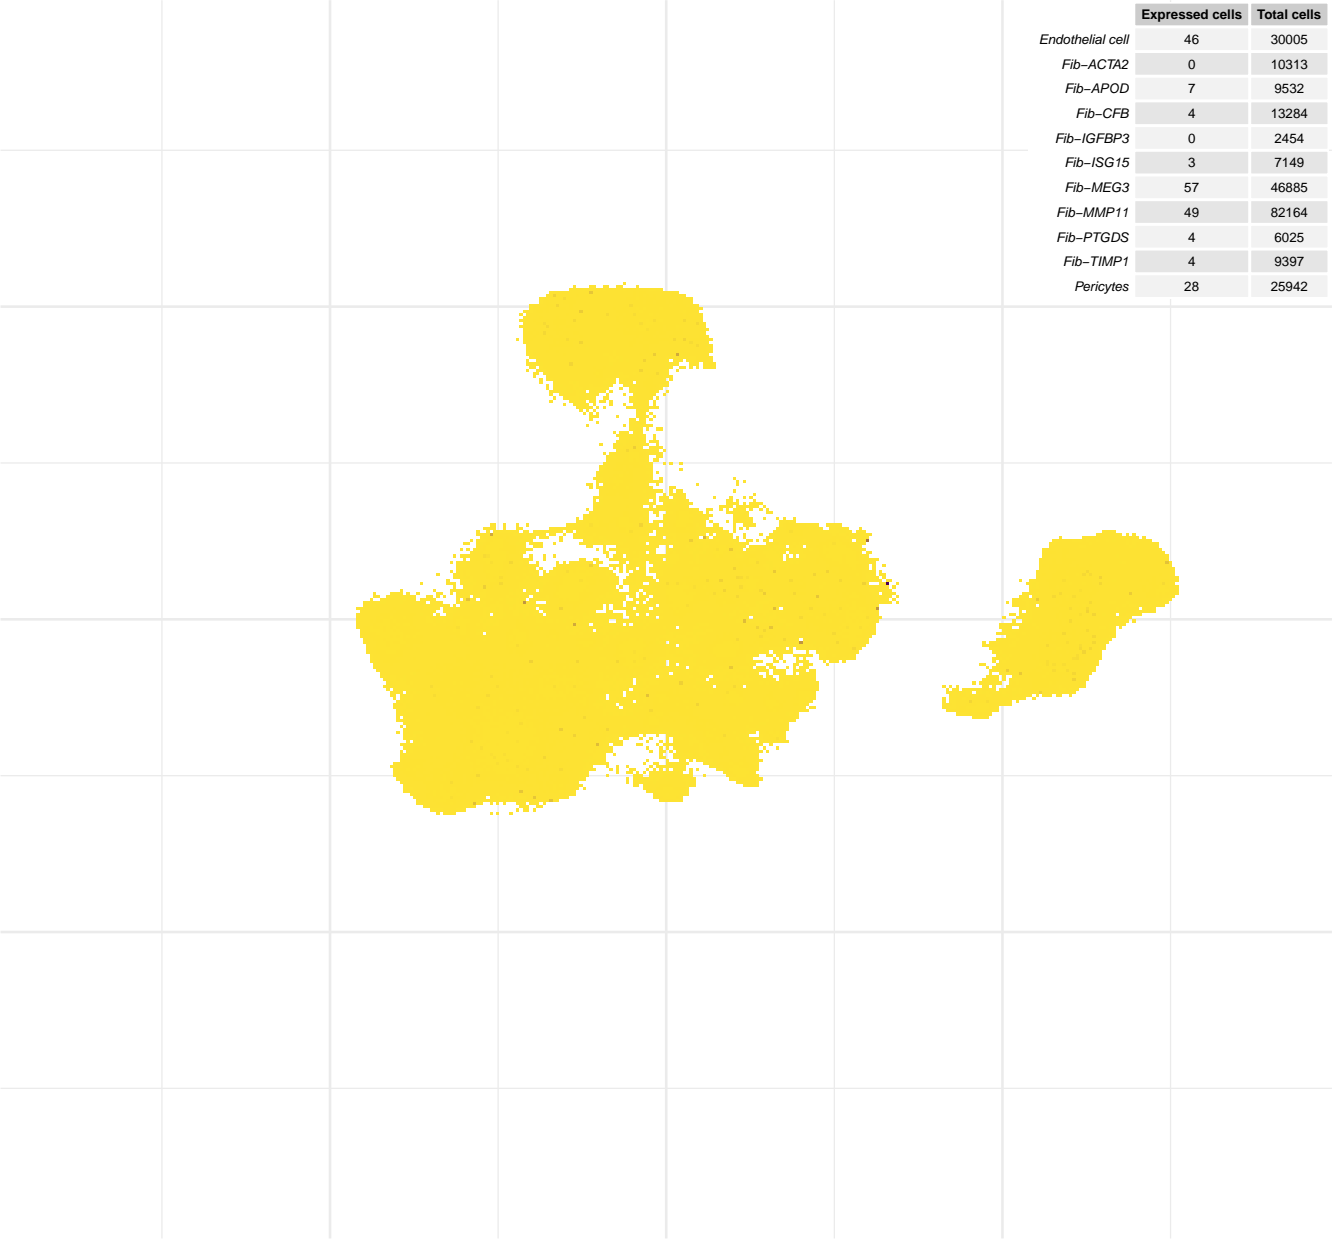 Expressed cells Total cells
Endothelial cell 46 30005
Fib−ACTA2 0 10313
Fib−APOD 7 9532
Fib−CFB 4 13284
Fib−IGFBP3 0 2454
Fib−ISG15 3 7149
Fib−MEG3 57 46885
Fib−MMP11 49 82164
Fib−PTGDS 4 6025
Fib−TIMP1 4 9397
Pericytes 28 25942